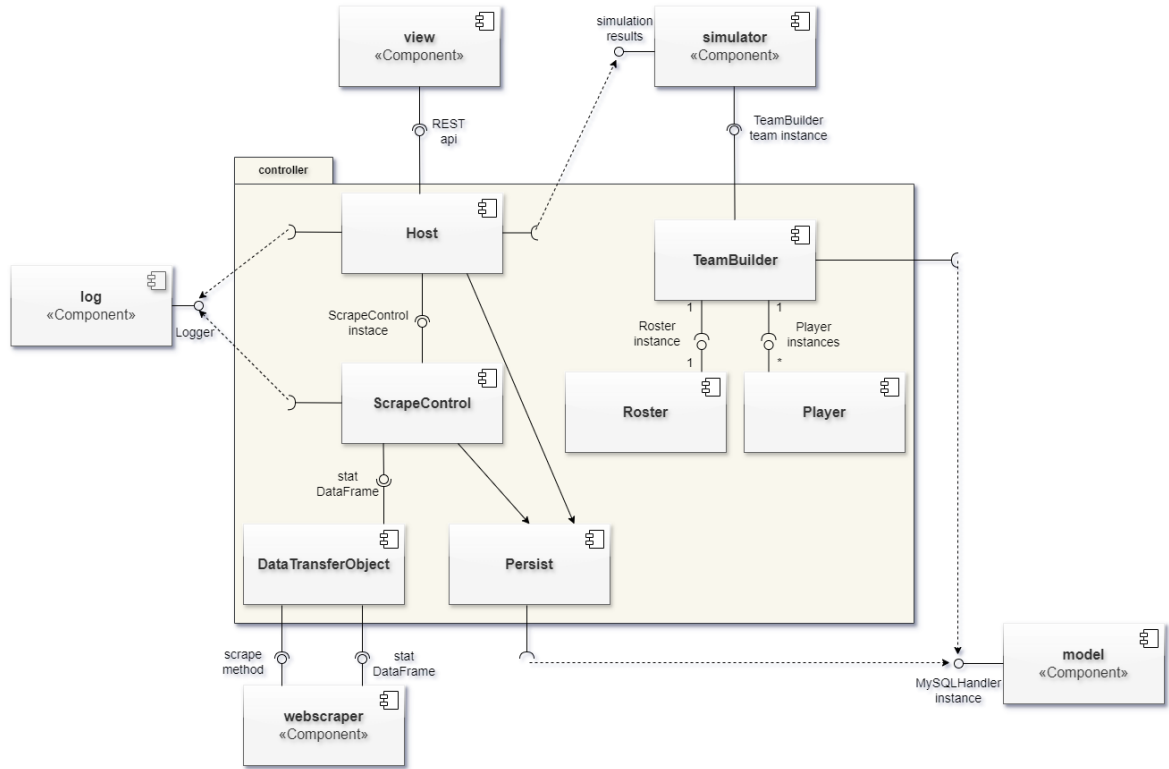 view
«Component»
simulation
results
simulator
«Component»
REST
api
TeamBuilder
team instance
controller
Host
TeamBuilder
log
«Component»
Logger
ScrapeControl
instace
1
1
Roster
instance
Player
instances
1
*
ScrapeControl
Roster
Player
stat
DataFrame
DataTransferObject
Persist
scrape
method
stat
DataFrame
model
«Component»
MySQLHandler
instance
webscraper
«Component»